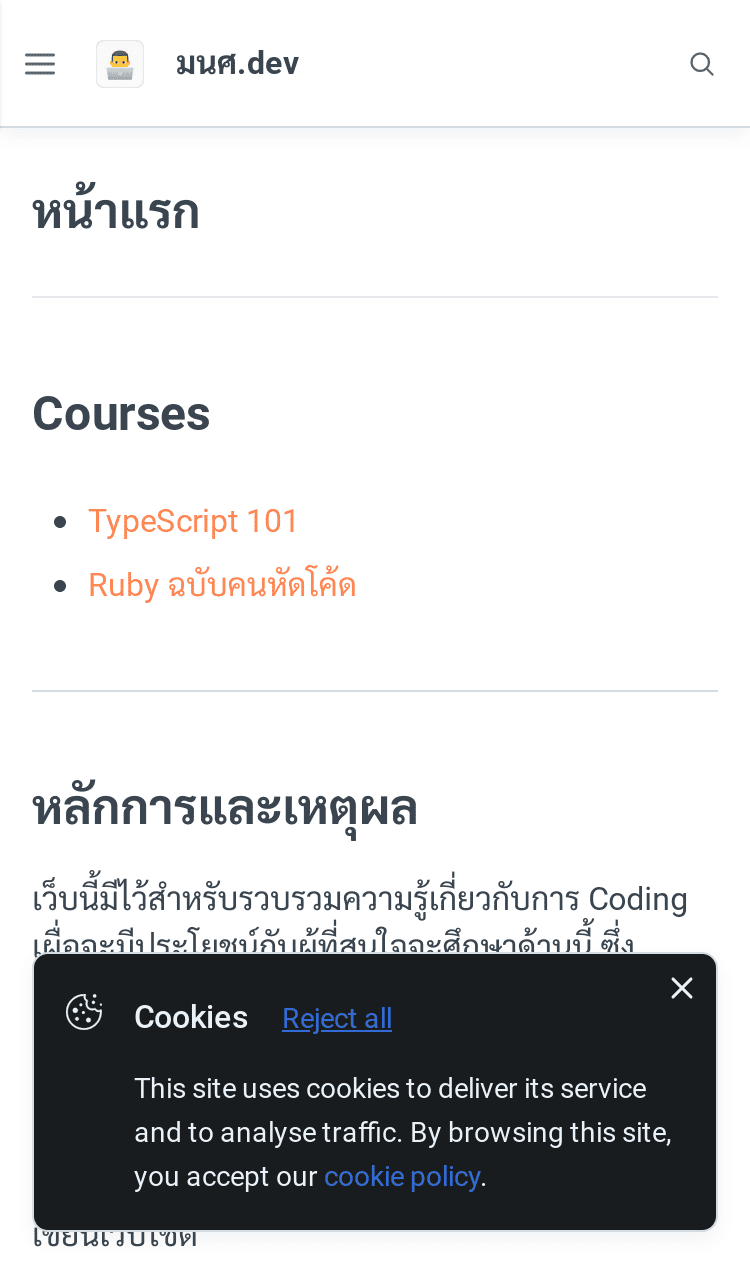 มนศ.dev
หน้าแรก
Courses
TypeScript 101
Ruby ฉบับคนหัดโค้ด
หลักการและเหตุผล
เว็บนี้มีไว้สำหรับรวบรวมความรู้เกี่ยวกับการ Coding
เผื่อจะมีประโยชน์กับผู้ที่สนใจจะศึกษาด้านนี้ ซึ่ง
Cookies Reject all
This site uses cookies to deliver its service
and to analyse traffic. By browsing this site,
you accept our cookie policy.